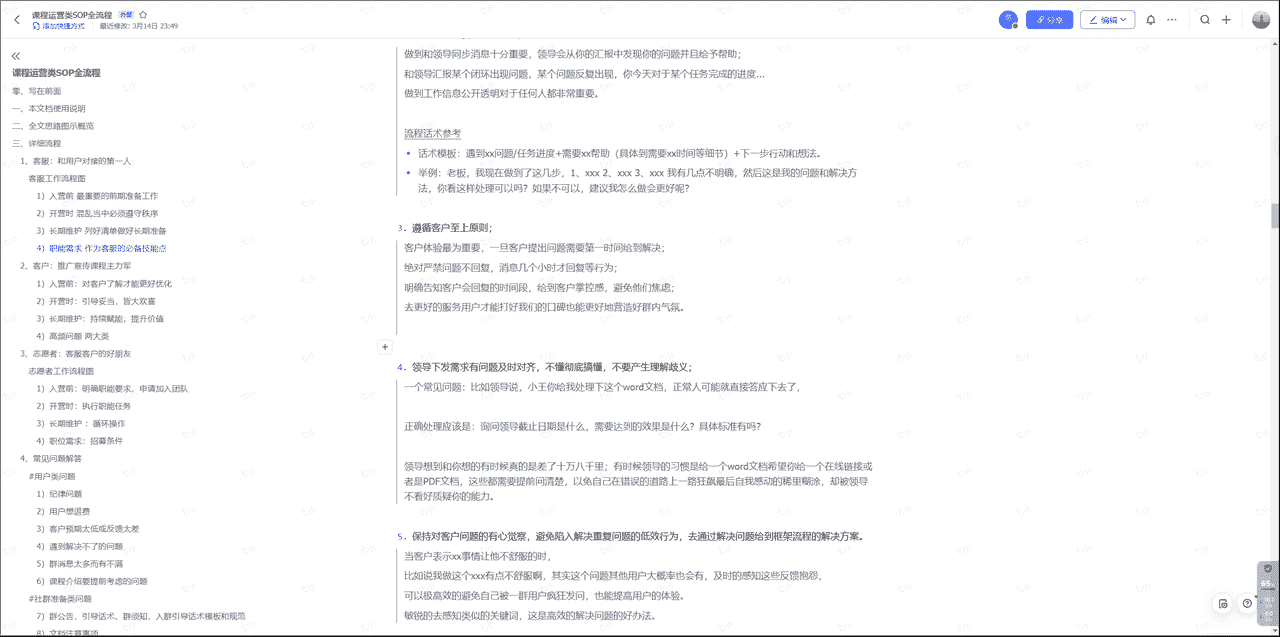 课程运营类SOP全流程 外部
添加快捷方式 最近修改: 3月14日 23:49
分享
编辑
课程运营类SOP全流程
零、写在前面
一、本文档使用说明
二、全文思路图示概览
三、详细流程
1、客服：和用户对接的第一人
客服工作流程图
1）入营前 最重要的前期准备工作
2）开营时 混乱当中必须遵守秩序
3）长期维护 列好清单做好长期准备
4）职能需求 作为客服的必备技能点
2、客户：推广宣传课程主力军
1）入营前：对客户了解才能更好优化
2）开营时：引导妥当，皆大欢喜
3）长期维护：持续赋能，提升价值
4）高频问题 两大类
3、志愿者：客服客户的好朋友
志愿者工作流程图
1）入营前：明确职能要求，申请加入团队
2）开营时：执行职能任务
3）长期维护 ：循环操作
4）职位需求：招募条件
4、常见问题解答
#用户类问题
1）纪律问题
2）用户想退费
3）客户预期太低或反馈太差
4）遇到解决不了的问题
5）群消息太多而有不满
6）课程介绍要提前考虑的问题
#社群准备类问题
7）群公告，引导话术、群须知，入群引导话术模板和规范
8）文档注意事项
做到和领导同步消息十分重要，领导会从你的汇报中发现你的问题并且给予帮助；
和领导汇报某个闭环出现问题，某个问题反复出现，你今天对于某个任务完成的进度...
做到工作信息公开透明对于任何人都非常重要。
流程话术参考
• 话术模板：遇到xx问题/任务进度+需要xx帮助（具体到需要xx时间等细节）+下一步行动和想法。
• 举例：老板，我现在做到了这几步，1、xxx 2、xxx 3、xxx 我有几点不明确，然后这是我的问题和解决方
法，你看这样处理可以吗？如果不可以，建议我怎么做会更好呢？
3. 遵循客户至上原则；
客户体验最为重要，一旦客户提出问题需要第一时间给到解决；
绝对严禁问题不回复，消息几个小时才回复等行为；
明确告知客户会回复的时间段，给到客户掌控感，避免他们焦虑；
去更好的服务用户才能打好我们的口碑也能更好地营造好群内气氛。
4. 领导下发需求有问题及时对齐，不懂彻底搞懂，不要产生理解歧义；
一个常见问题：比如领导说，小王你给我处理下这个word文档，正常人可能就直接答应下去了，
正确处理应该是：询问领导截止日期是什么，需要达到的效果是什么？具体标准有吗？
领导想到和你想的有时候真的是差了十万八千里；有时候领导的习惯是给一个word文档希望你给一个在线链接或
者是PDF文档，这些都需要提前问清楚，以免自己在错误的道路上一路狂飙最后自我感动的稀里糊涂，却被领导
不看好质疑你的能力。
5. 保持对客户问题的有心觉察，避免陷入解决重复问题的低效行为，去通过解决问题给到框架流程的解决方案。
当客户表示xx事情让他不舒服的时，
比如说我做这个xxx有点不舒服啊，其实这个问题其他用户大概率也会有，及时的感知这些反馈抱怨，
可以极高效的避免自己被一群用户疯狂发问，也能提高用户的体验。
敏锐的去感知类似的关键词，这是高效的解决问题的好办法。